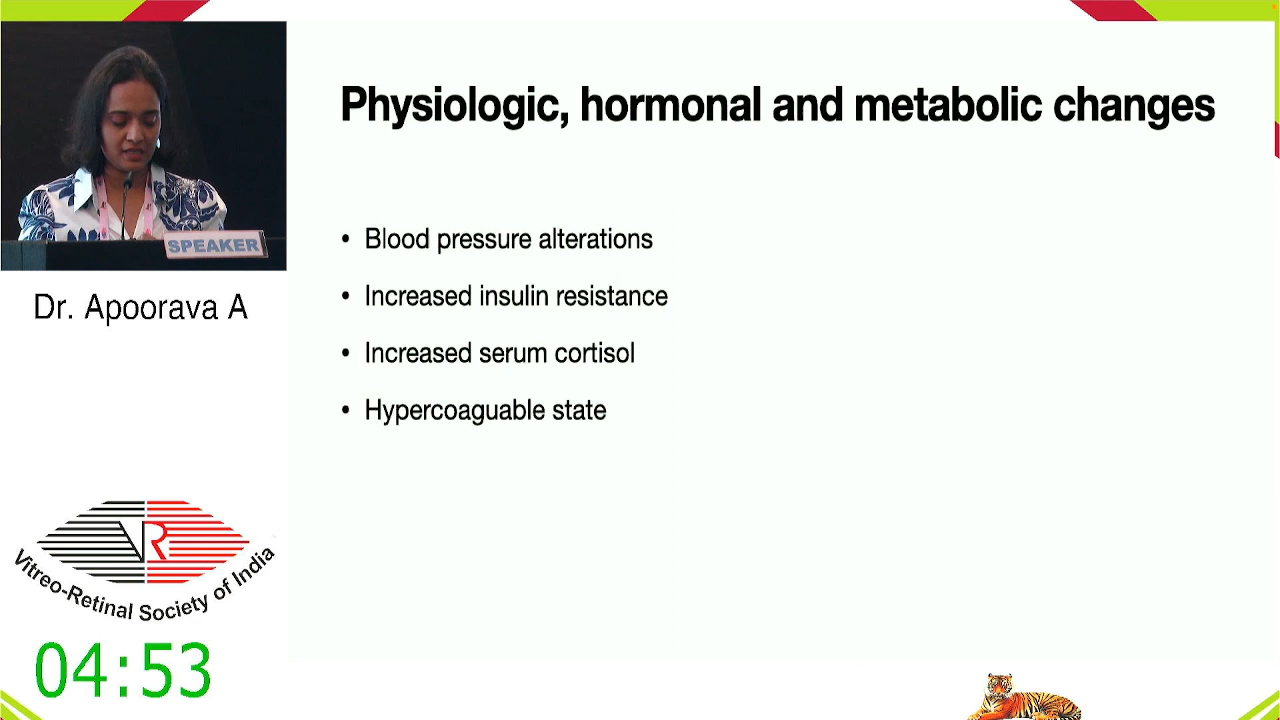 Physiologic, hormonal and metabolic changes
• Blood pressure alterations
• Increased insulin resistance
• Increased serum cortisol
• Hypercoaguable state
SPEAKER
Dr. Apoorava A
VR
Vitreo-Retinal Society of India
04:53